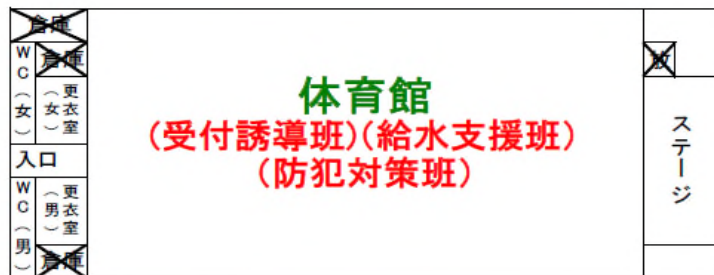 倉庫
WC（女）
倉庫
更衣室（女）
入口
WC（男）
更衣室（男）
倉庫
体育館
(受付誘導班)(給水支援班)
(防犯対策班)
放
ステージ